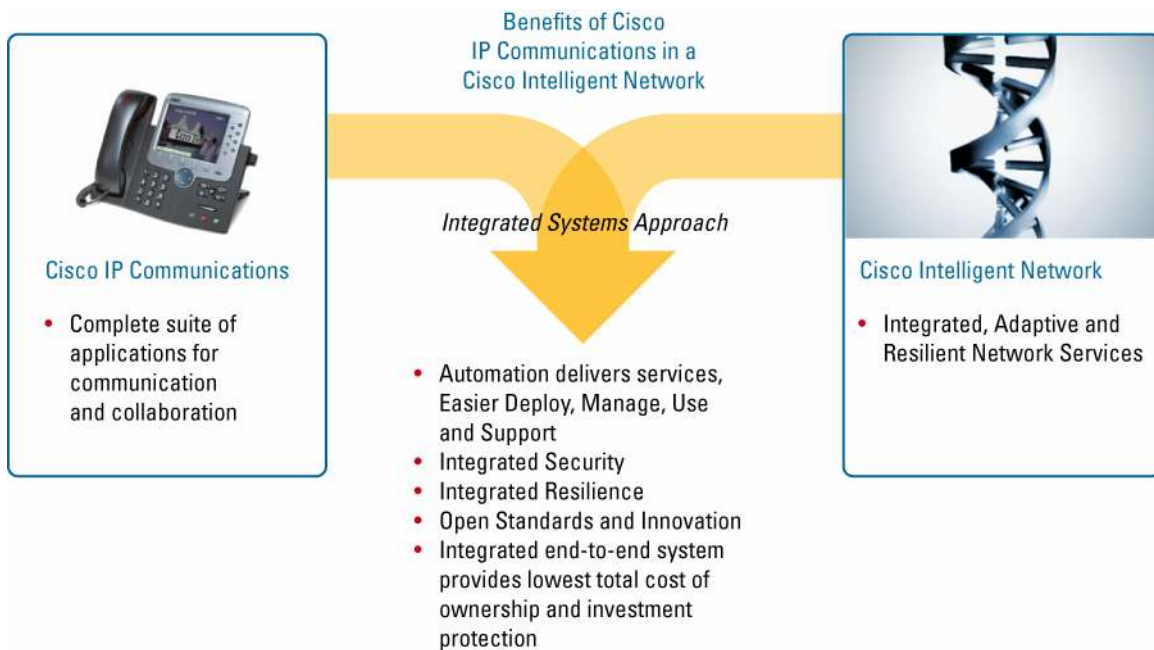 Benefits of Cisco
IP Communications in a
Cisco Intelligent Network
Integrated Systems Approach
Cisco IP Communications
• Complete suite of
applications for
communication
and collaboration
Cisco Intelligent Network
• Integrated, Adaptive and
Resilient Network Services
• Automation delivers services,
Easier Deploy, Manage, Use
and Support
• Integrated Security
• Integrated Resilience
• Open Standards and Innovation
• Integrated end-to-end system
provides lowest total cost of
ownership and investment
protection